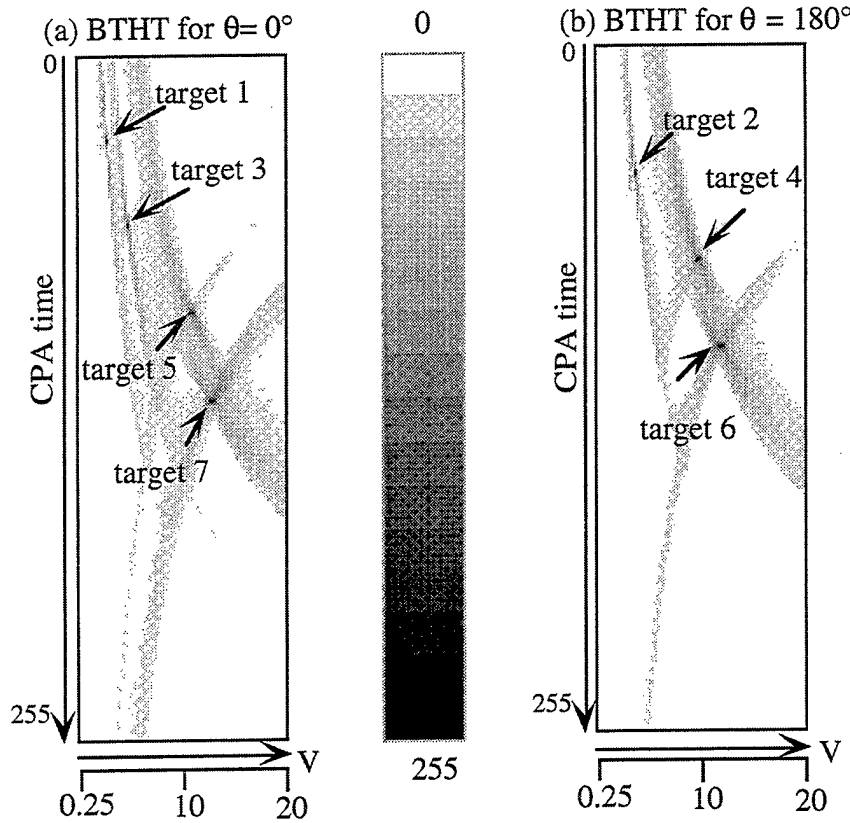 (a) BTHT for θ= 0°
0
target 1
target 3
target 5
target 7
CPA time
255
V
0.25 10 20
0
255
(b) BTHT for θ = 180°
0
target 2
target 4
target 6
CPA time
255
V
0.25 10 20